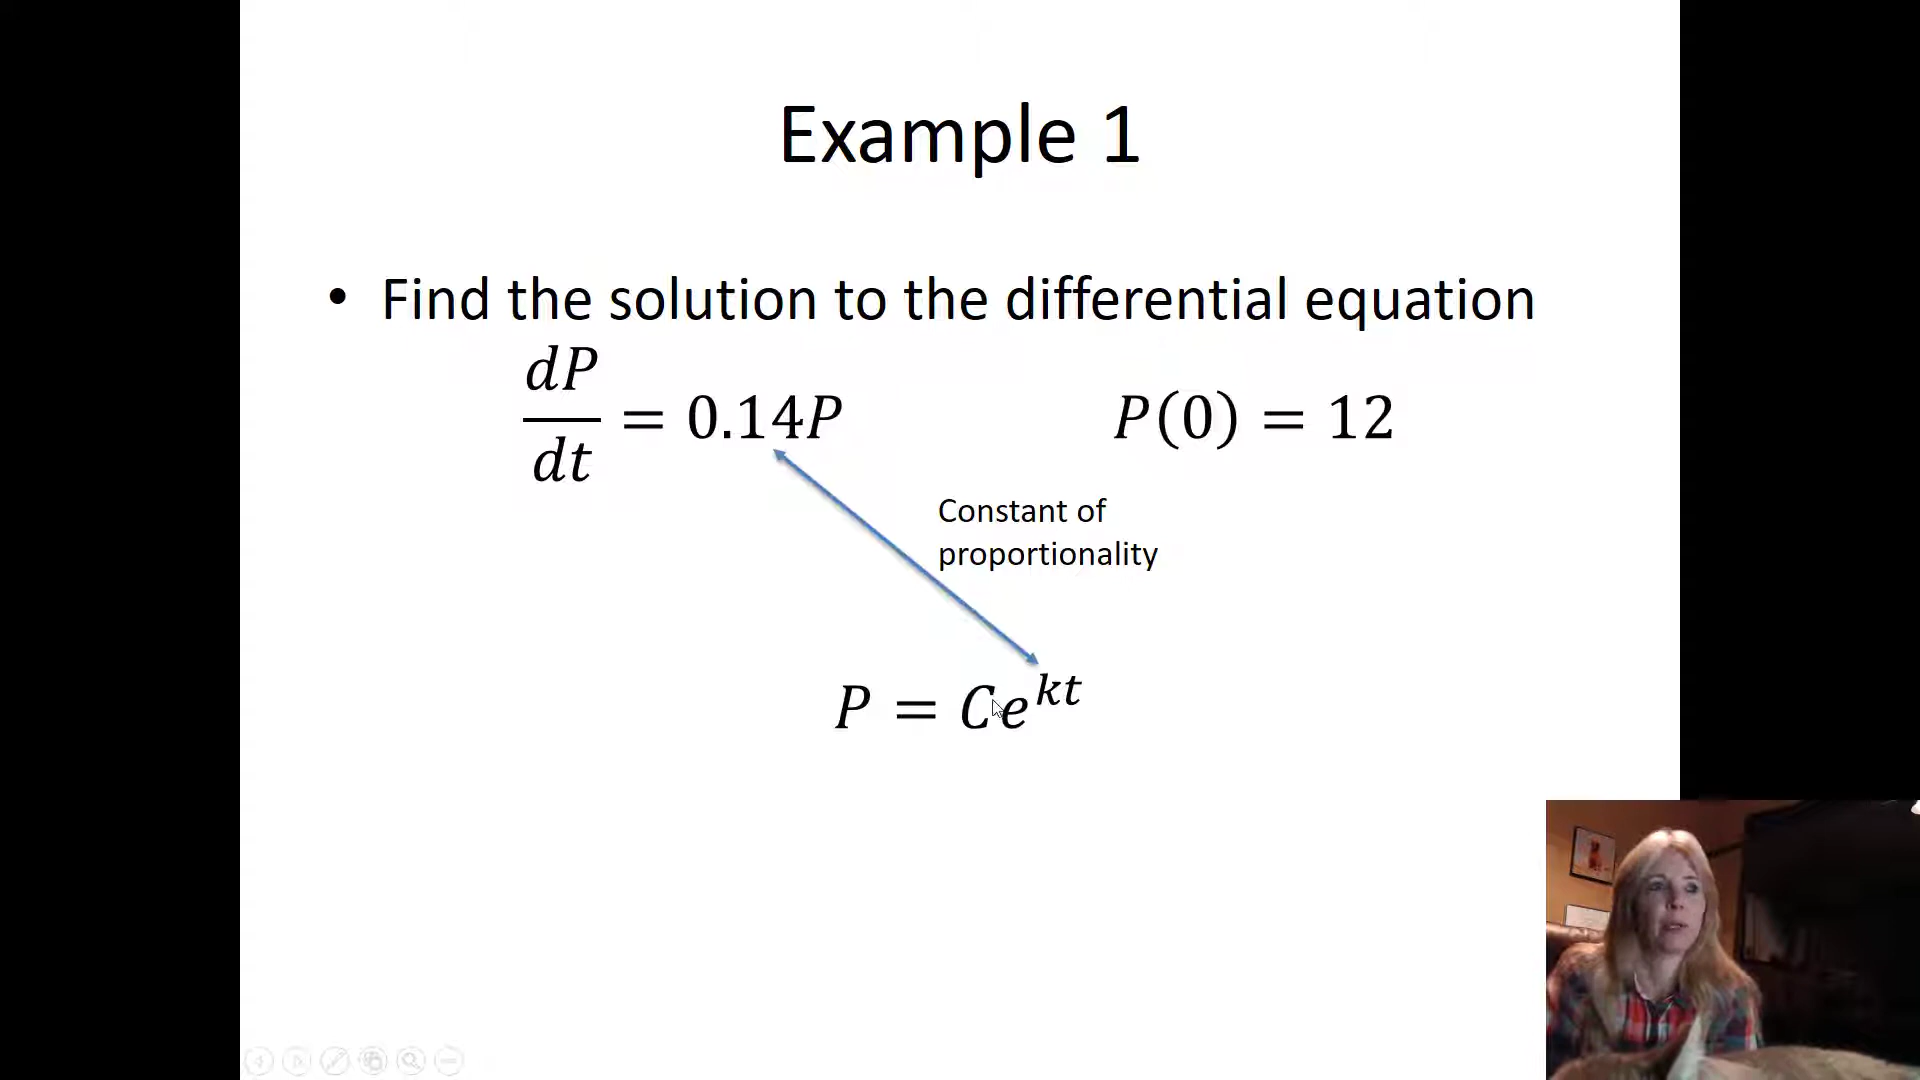 Example 1
• Find the solution to the differential equation
dP/dt = 0.14P P(0) = 12
Constant of
proportionality
P = Ce^{kt}